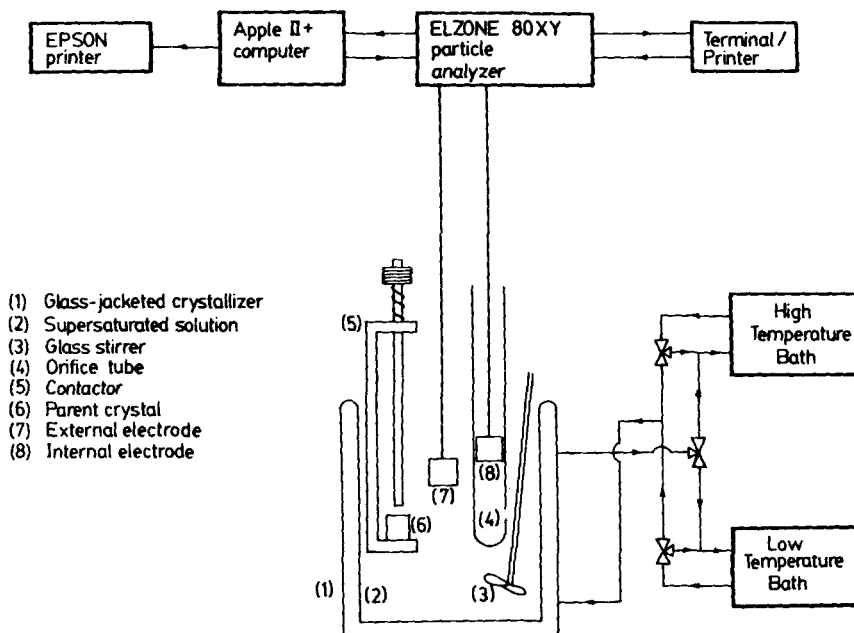 EPSON
printer
Apple II+
computer
ELZONE 80XY
particle
analyzer
Terminal/
Printer
(1) Glass-jacketed crystallizer
(2) Supersaturated solution
(3) Glass stirrer
(4) Orifice tube
(5) Contactor
(6) Parent crystal
(7) External electrode
(8) Internal electrode
(5)
(6)
(7)
(8)
(4)
(1)
(2)
(3)
High
Temperature
Bath
Low
Temperature
Bath